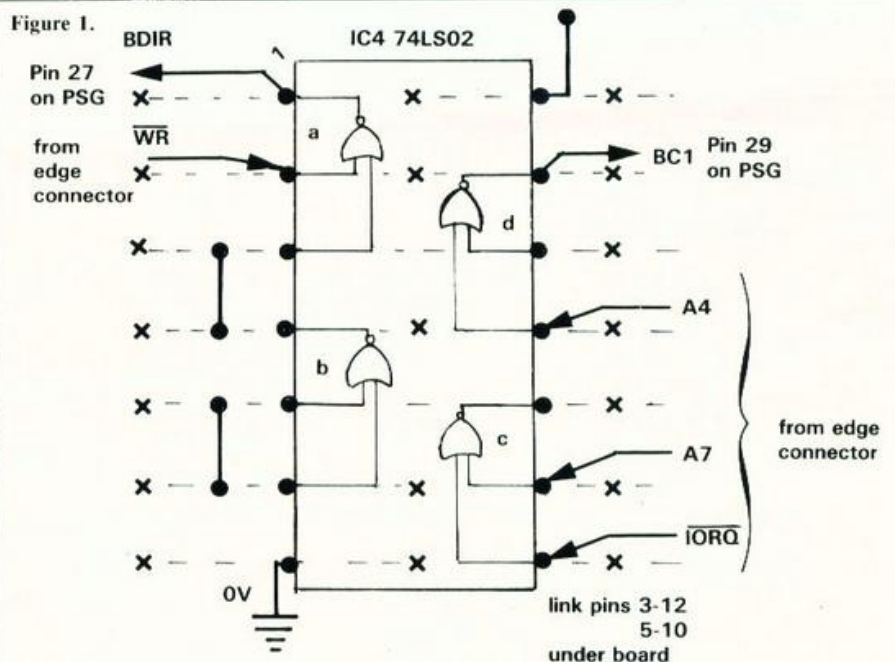 Figure 1.
BDIR
1
IC4 74LS02
Pin 27
on PSG
a
WR
from
edge
connector
BC1
Pin 29
on PSG
d
A4
b
c
A7
from edge
connector
IORQ
0V
link pins 3-12
5-10
under board